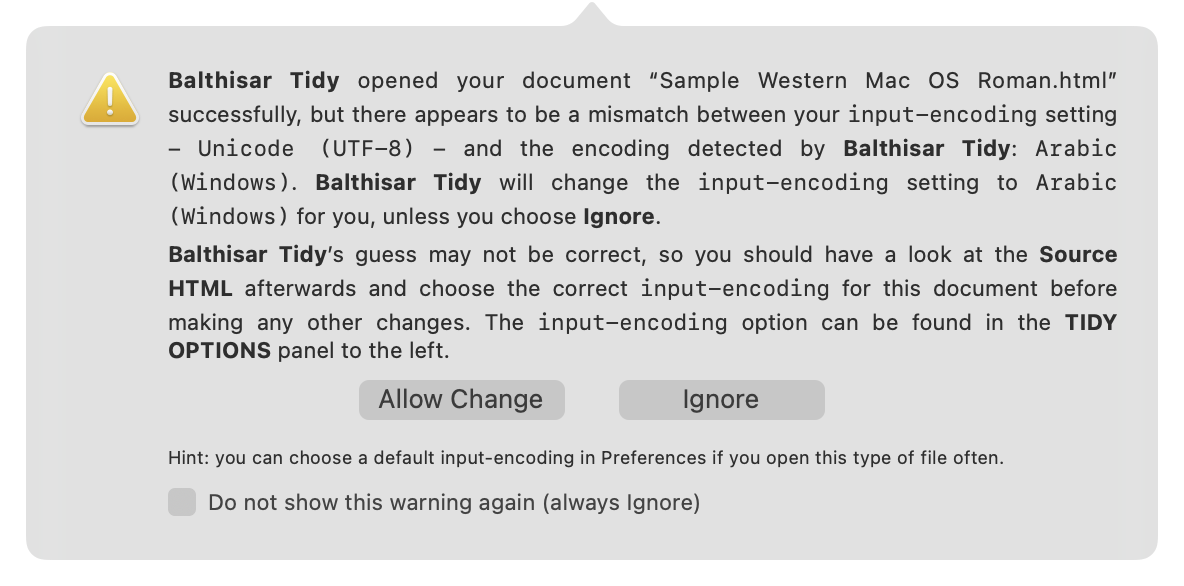 Balthisar Tidy opened your document “Sample Western Mac OS Roman.html”
successfully, but there appears to be a mismatch between your input-encoding setting
– Unicode (UTF-8) – and the encoding detected by Balthisar Tidy: Arabic
(Windows). Balthisar Tidy will change the input-encoding setting to Arabic
(Windows) for you, unless you choose Ignore.
Balthisar Tidy’s guess may not be correct, so you should have a look at the Source
HTML afterwards and choose the correct input-encoding for this document before
making any other changes. The input-encoding option can be found in the TIDY
OPTIONS panel to the left.
Allow Change
Ignore
Hint: you can choose a default input-encoding in Preferences if you open this type of file often.
Do not show this warning again (always Ignore)